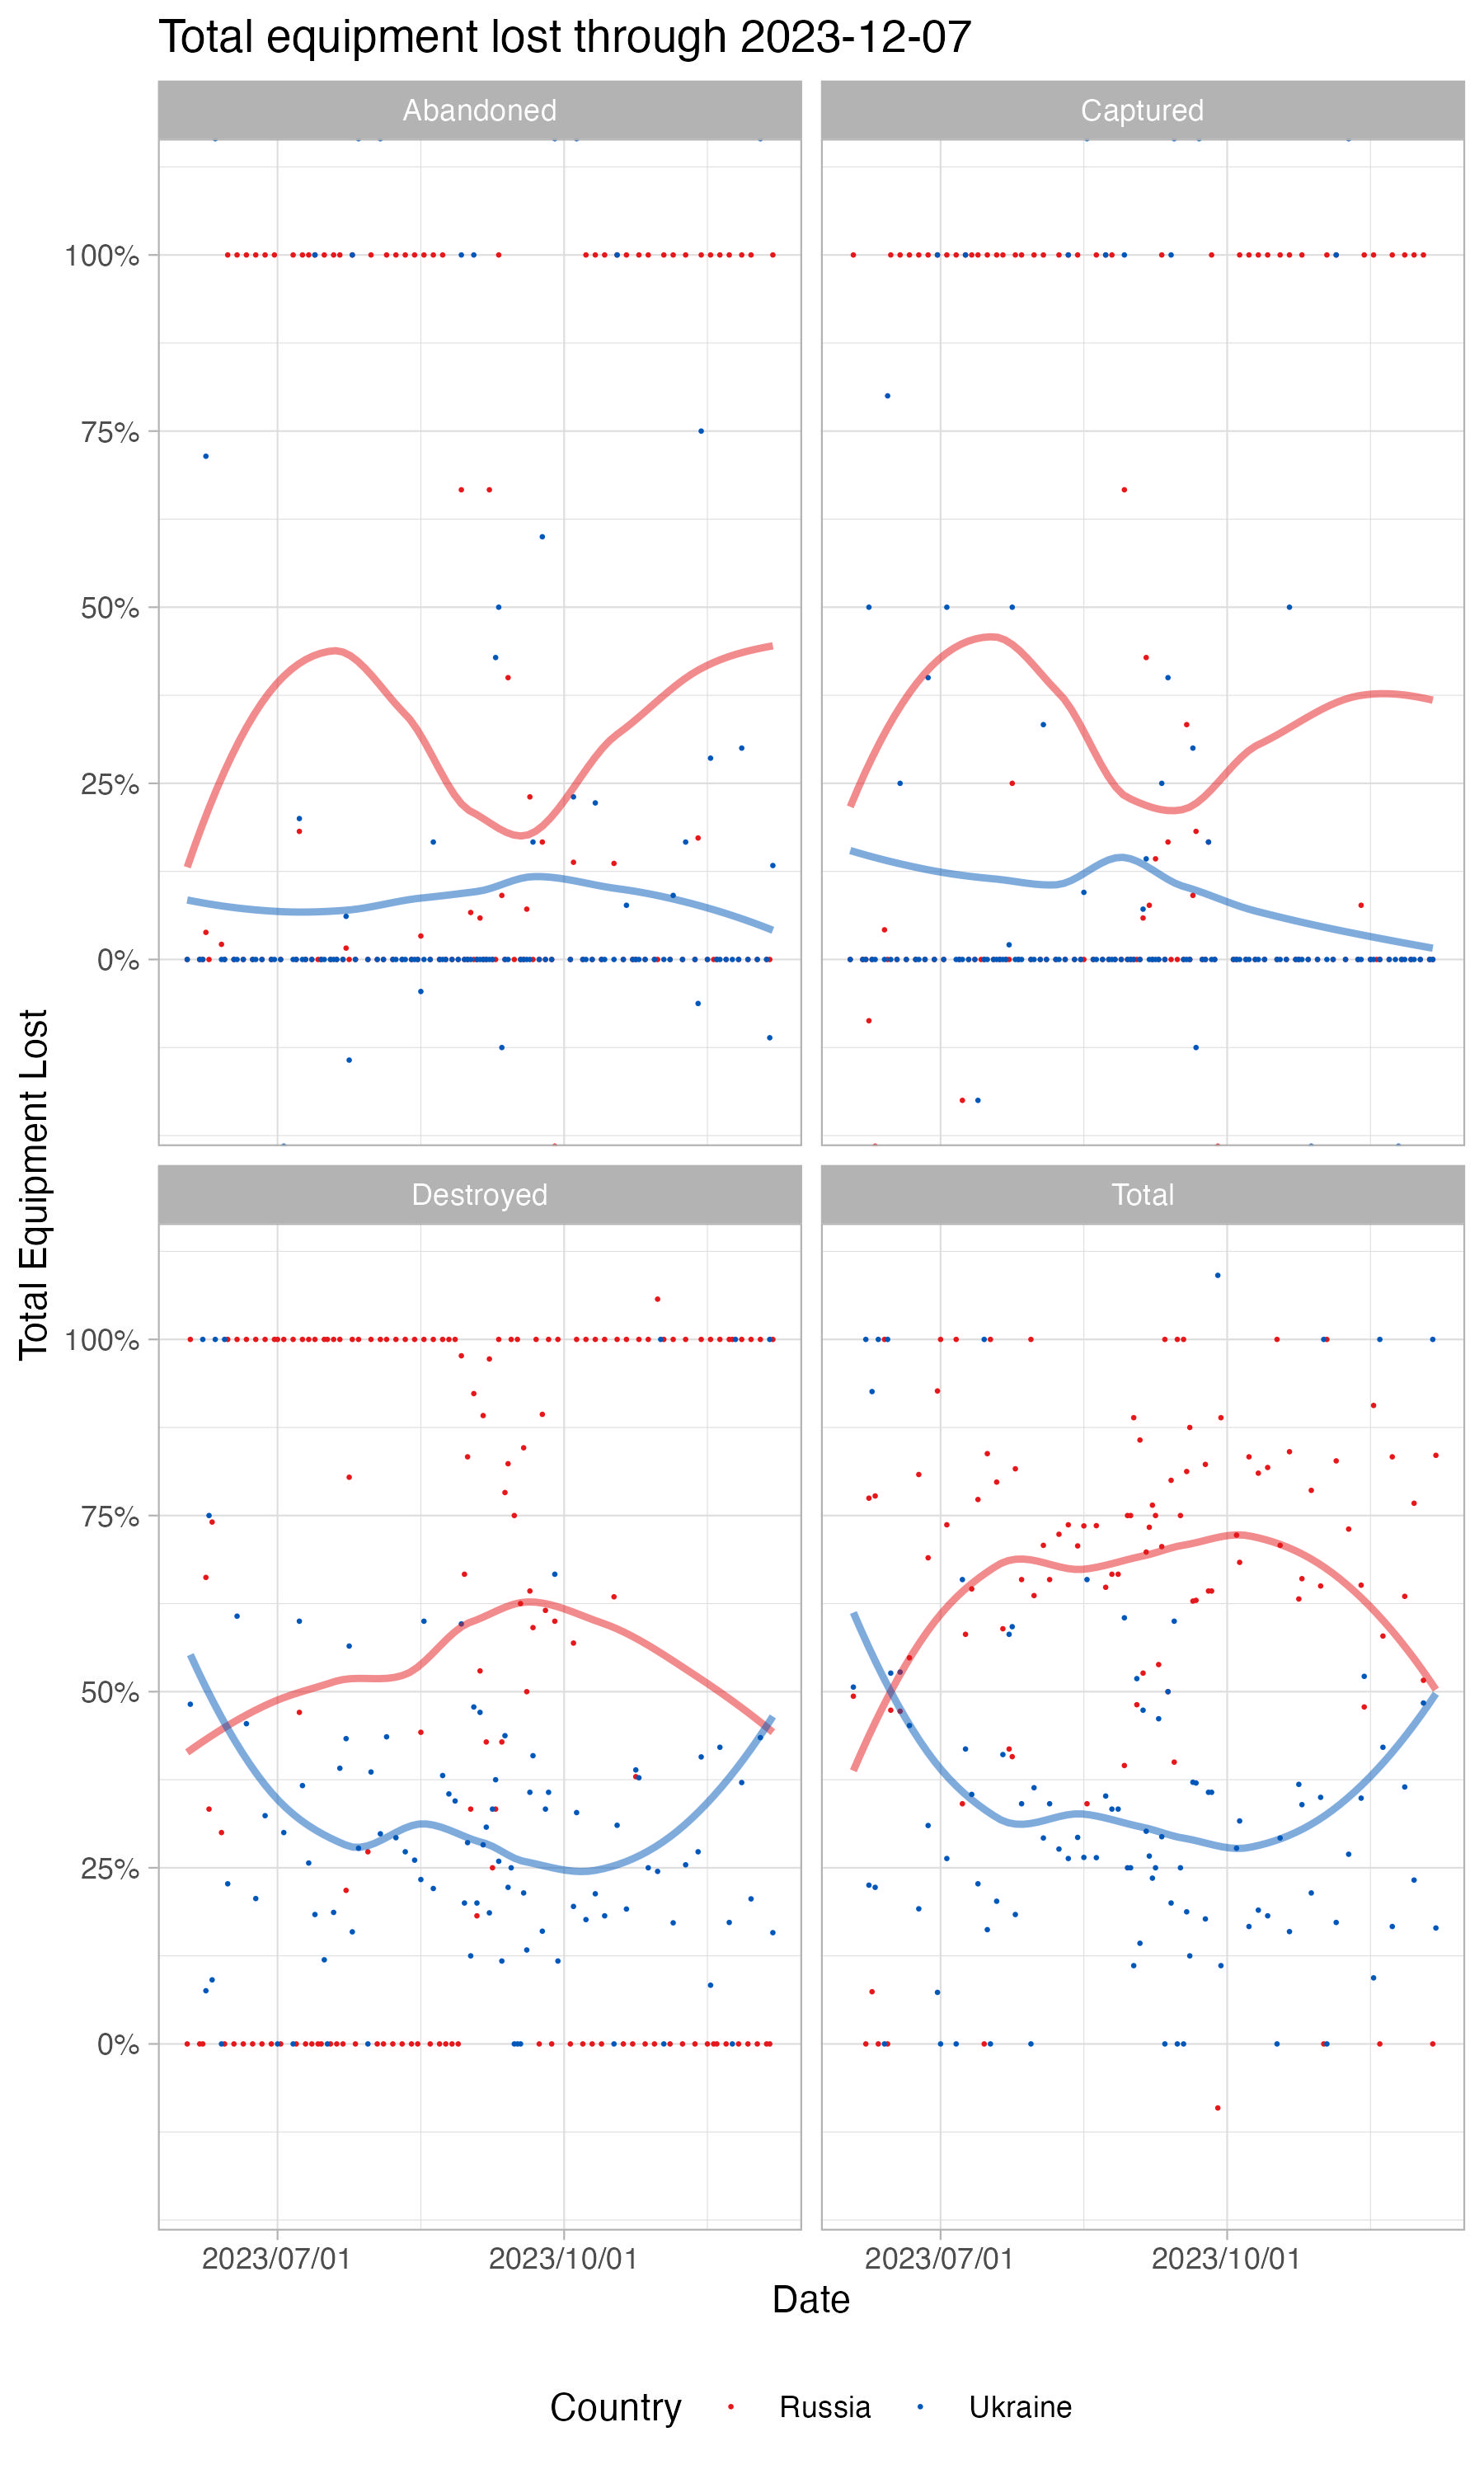 Total equipment lost through 2023-12-07
Abandoned
Captured
100%
75%
50%
25%
0%
Total Equipment Lost
Destroyed
Total
100%
75%
50%
25%
0%
2023/07/01
2023/10/01
2023/07/01
2023/10/01
Date
Country
Russia
Ukraine